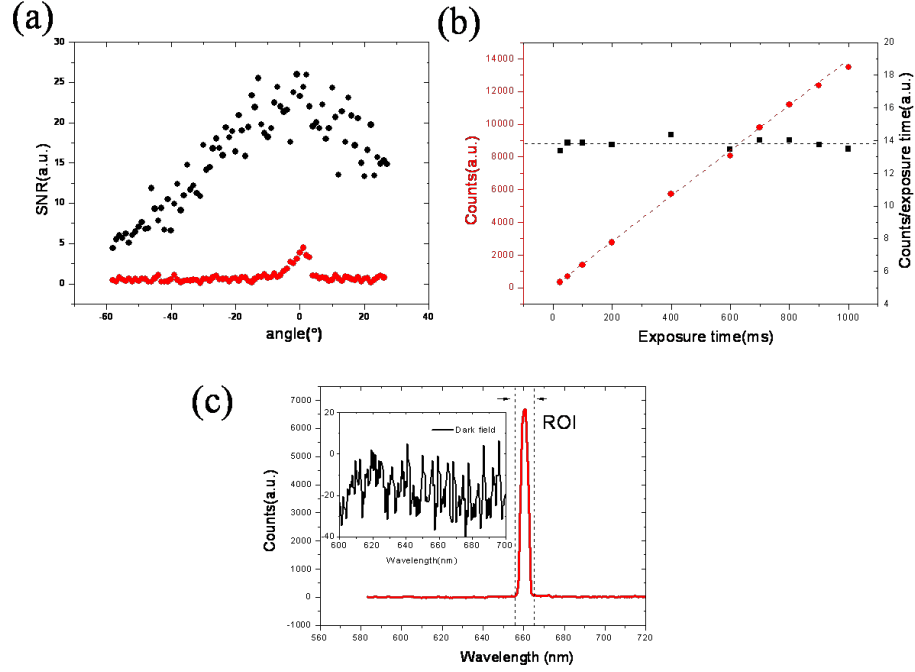 (a)
30
25
20
15
10
5
0
SNR(a.u.)
-60 -40 -20 0 20 40
angle(°)
(b)
14000
12000
10000
8000
6000
4000
2000
0
Counts(a.u.)
20
18
16
14
12
10
8
6
4
Counts/exposure time(a.u.)
0 200 400 600 800 1000
Exposure time(ms)
(c)
7000
6000
5000
4000
3000
2000
1000
0
-1000
Counts(a.u.)
ROI
20
0
-20
-40
Dark field
600 620 640 660 680 700
Wavelength(nm)
560 580 600 620 640 660 680 700 720
Wavelength (nm)